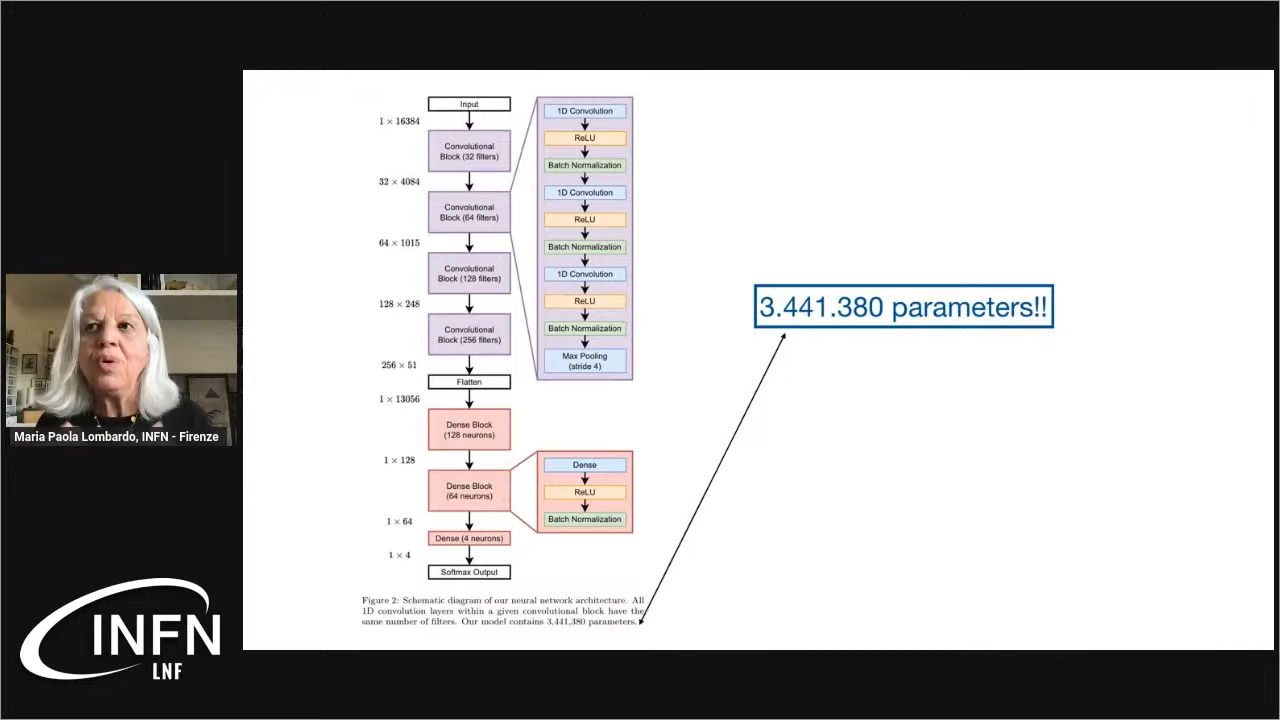 Input
1 × 16384
Convolutional
Block (32 filters)
32 × 4084
Convolutional
Block (64 filters)
64 × 1015
Convolutional
Block (128 filters)
128 × 248
Convolutional
Block (256 filters)
256 × 51
Flatten
1 × 13056
Dense Block
(128 neurons)
1 × 128
Dense Block
(64 neurons)
1 × 64
Dense (4 neurons)
1 × 4
Softmax Output
1D Convolution
ReLU
Batch Normalization
1D Convolution
ReLU
Batch Normalization
1D Convolution
ReLU
Batch Normalization
Max Pooling
(stride 4)
Dense
ReLU
Batch Normalization
Figure 2: Schematic diagram of our neural network architecture. All
1D convolution layers within a given convolutional block have the
same number of filters. Our model contains 3,441,380 parameters.
3.441.380 parameters!!
Maria Paola Lombardo, INFN - Firenze
INFN
LNF